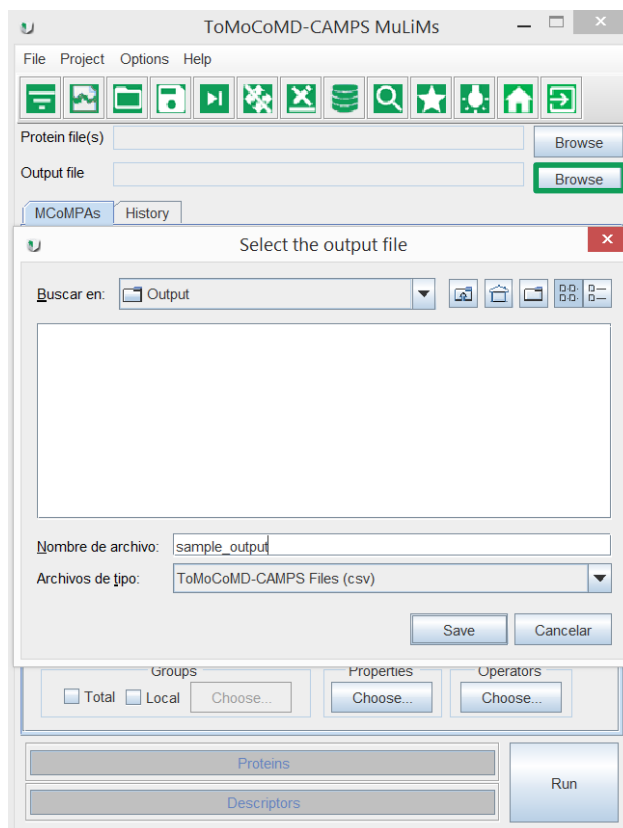 ToMoCoMD-CAMPS MuLiMs
File Project Options Help
Protein file(s) Browse
Output file Browse
MCoMPAs History
Select the output file
Buscar en: Output
Nombre de archivo: sample_output
Archivos de tipo: ToMoCoMD-CAMPS Files (csv)
Save Cancelar
Groups Properties Operators
Total Local Choose... Choose... Choose...
Proteins
Run
Descriptors